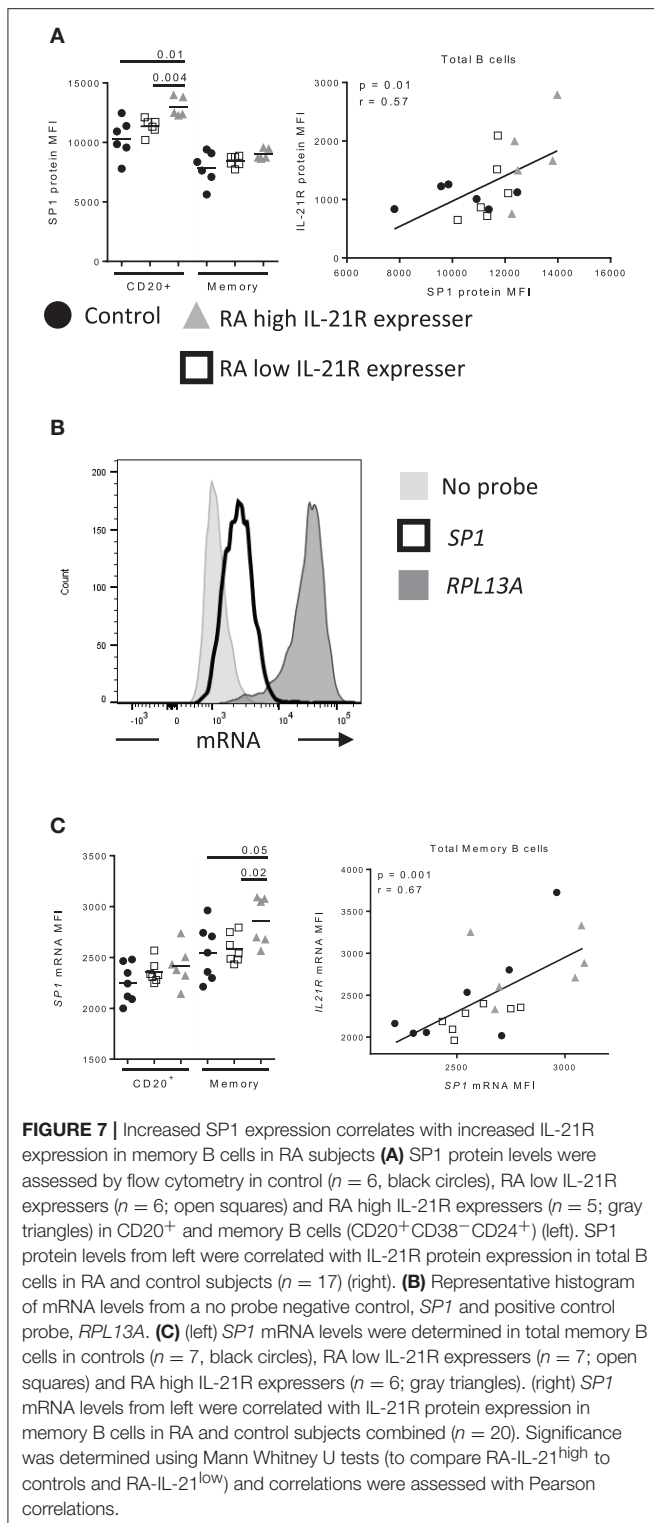 A
0.01
0.004
15000
10000
5000
0
SP1 protein MFI
CD20+ Memory
Total B cells
p = 0.01
r = 0.57
3000
2000
1000
0
IL-21R protein MFI
6000 8000 10000 12000 14000 16000
SP1 protein MFI
Control RA high IL-21R expresser
RA low IL-21R expresser
B
200
150
100
50
0
Count
-10³ 0 10³ 10⁴ 10⁵
mRNA
No probe
SP1
RPL13A
C
0.05
0.02
3500
3000
2500
2000
1500
SP1 mRNA MFI
CD20⁺ Memory
Total Memory B cells
p = 0.001
r = 0.67
4000
3500
3000
2500
2000
IL21R mRNA MFI
2500 3000
SP1 mRNA MFI
FIGURE 7 | Increased SP1 expression correlates with increased IL-21R
expression in memory B cells in RA subjects (A) SP1 protein levels were
assessed by flow cytometry in control (n = 6, black circles), RA low IL-21R
expressers (n = 6; open squares) and RA high IL-21R expressers (n = 5; gray
triangles) in CD20⁺ and memory B cells (CD20⁺CD38⁻CD24⁺) (left). SP1
protein levels from left were correlated with IL-21R protein expression in total B
cells in RA and control subjects (n = 17) (right). (B) Representative histogram
of mRNA levels from a no probe negative control, SP1 and positive control
probe, RPL13A. (C) (left) SP1 mRNA levels were determined in total memory B
cells in controls (n = 7, black circles), RA low IL-21R expressers (n = 7; open
squares) and RA high IL-21R expressers (n = 6; gray triangles). (right) SP1
mRNA levels from left were correlated with IL-21R protein expression in
memory B cells in RA and control subjects combined (n = 20). Significance
was determined using Mann Whitney U tests (to compare RA-IL-21ʰⁱᵍʰ to
controls and RA-IL-21ˡᵒʷ) and correlations were assessed with Pearson
correlations.